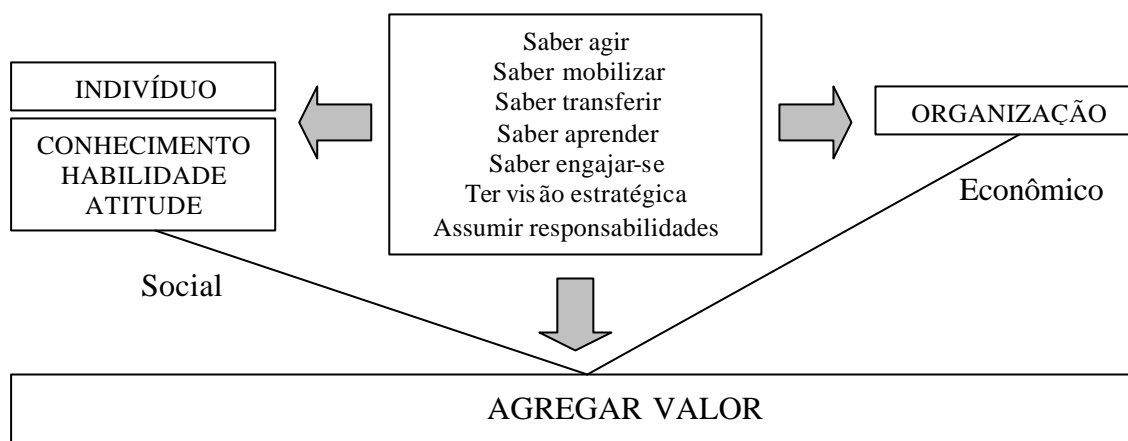 INDIVÍDUO
CONHECIMENTO
HABILIDADE
ATITUDE
Social
Saber agir
Saber mobilizar
Saber transferir
Saber aprender
Saber engajar-se
Ter visão estratégica
Assumir responsabilidades
ORGANIZAÇÃO
Econômico
AGREGAR VALOR